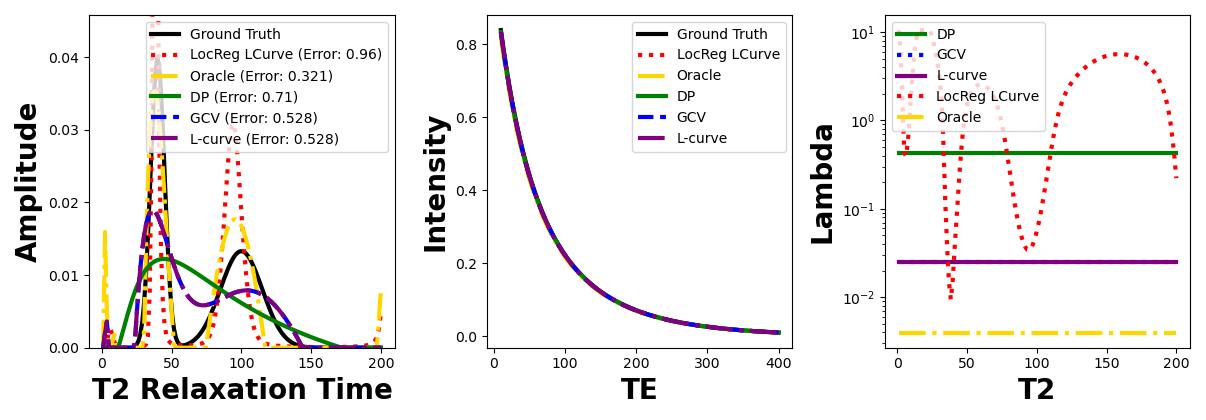 Amplitude
0.04
0.03
0.02
0.01
0.00
0
50
100
150
200
T2 Relaxation Time
Ground Truth
LocReg LCurve (Error: 0.96)
Oracle (Error: 0.321)
DP (Error: 0.71)
GCV (Error: 0.528)
L-curve (Error: 0.528)
Intensity
0.8
0.6
0.4
0.2
0.0
0
100
200
300
400
TE
Ground Truth
LocReg LCurve
Oracle
DP
GCV
L-curve
Lambda
10¹
10⁰
10⁻¹
10⁻²
0
50
100
150
200
T2
DP
GCV
L-curve
LocReg LCurve
Oracle